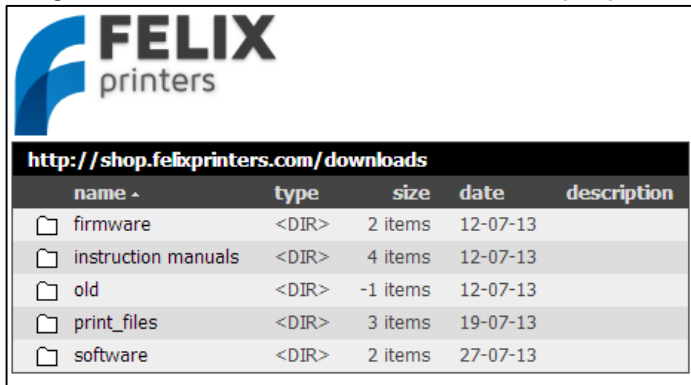 FELIX
printers
http://shop.felixprinters.com/downloads
name type size date description
firmware <DIR> 2 items 12-07-13
instruction manuals <DIR> 4 items 12-07-13
old <DIR> -1 items 12-07-13
print_files <DIR> 3 items 19-07-13
software <DIR> 2 items 27-07-13